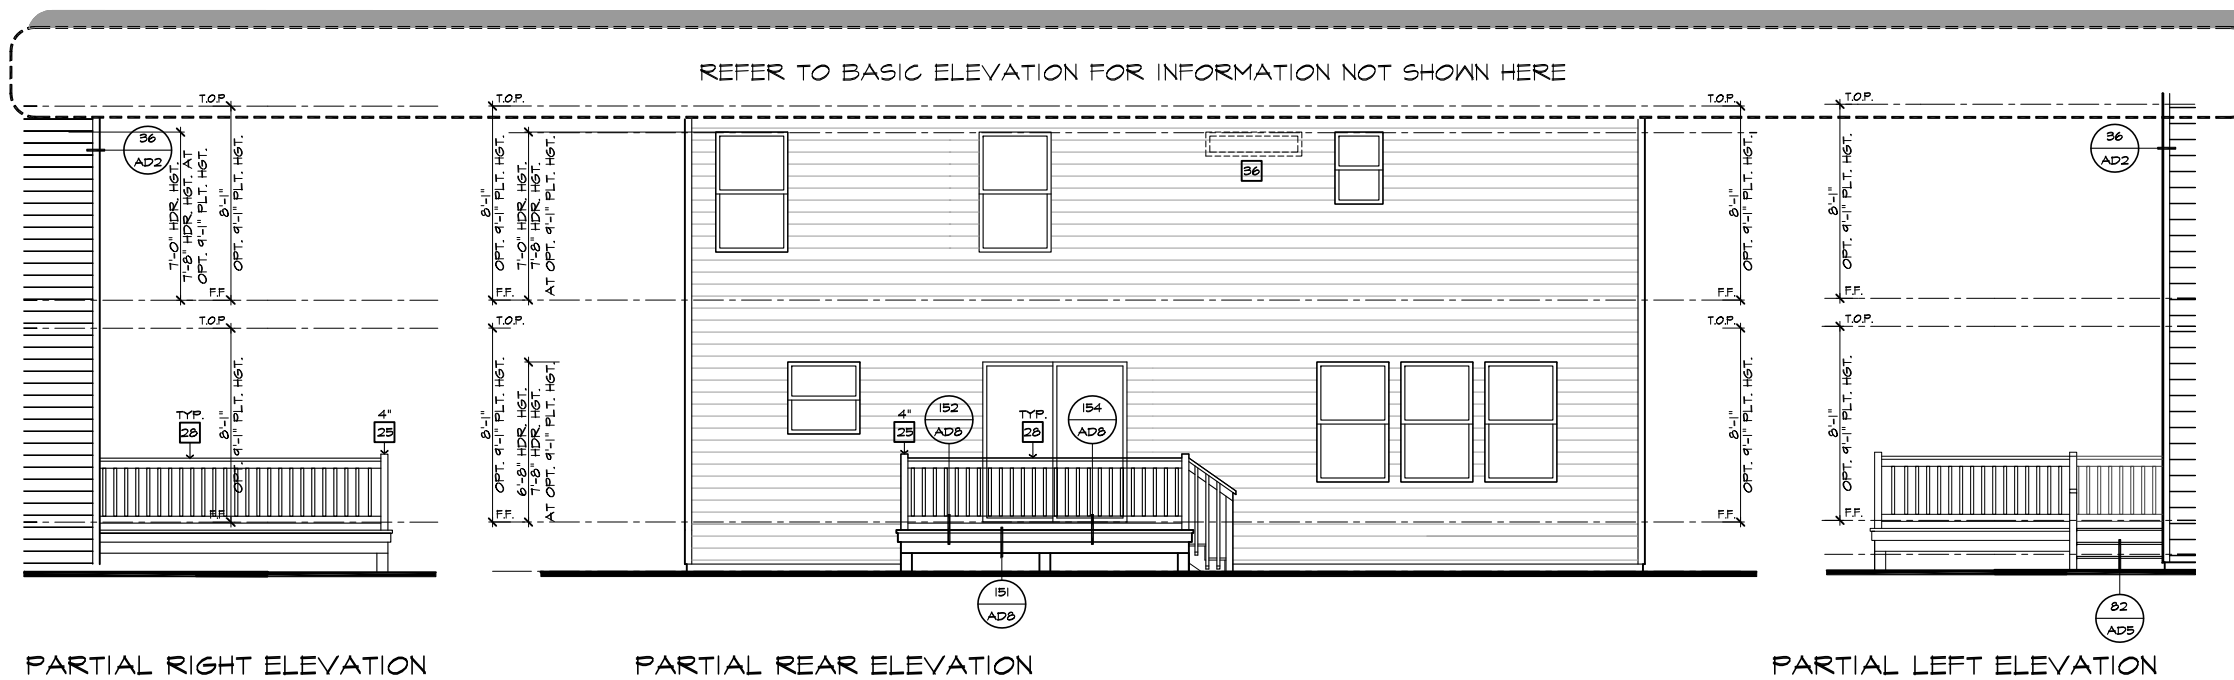 REFER TO BASIC ELEVATION FOR INFORMATION NOT SHOWN HERE
T.O.P.
36
AD2
7'-0" HDR. HGT.
7'-8" HDR. HGT. AT
OPT. 9'-1" PLT. HGT.
8'-1"
OPT. 9'-1" PLT. HGT.
F.F.
T.O.P.
8'-1"
OPT. 9'-1" PLT. HGT.
TYP.
28
4"
25
F.F.
PARTIAL RIGHT ELEVATION
T.O.P.
8'-1"
OPT. 9'-1" PLT. HGT.
7'-0" HDR. HGT.
7'-8" HDR. HGT.
AT OPT. 9'-1" PLT. HGT.
F.F.
T.O.P.
8'-1"
OPT. 9'-1" PLT. HGT.
6'-8" HDR. HGT.
7'-8" HDR. HGT.
AT OPT. 9'-1" PLT. HGT.
F.F.
36
4"
25
152
AD8
TYP.
28
154
AD8
151
AD8
T.O.P.
8'-1"
OPT. 9'-1" PLT. HGT.
F.F.
T.O.P.
8'-1"
OPT. 9'-1" PLT. HGT.
F.F.
PARTIAL REAR ELEVATION
T.O.P.
8'-1"
OPT. 9'-1" PLT. HGT.
F.F.
T.O.P.
8'-1"
OPT. 9'-1" PLT. HGT.
F.F.
36
AD2
82
AD5
PARTIAL LEFT ELEVATION